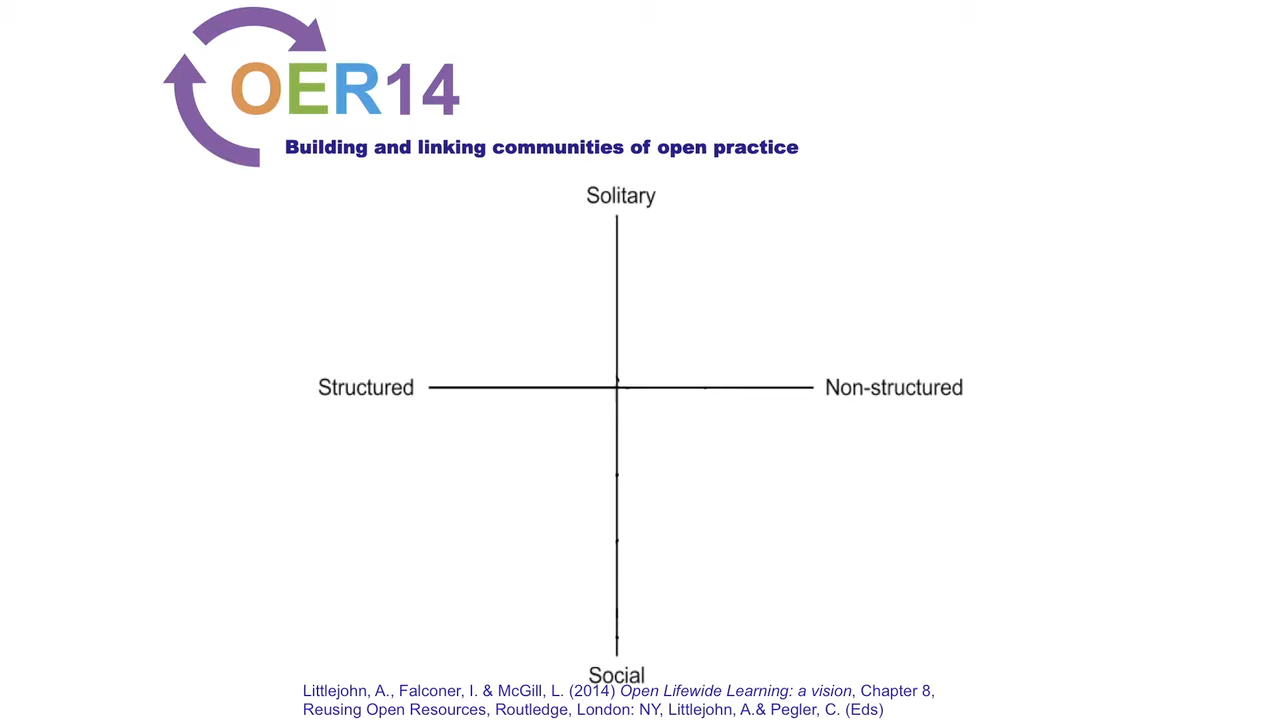 OER14
Building and linking communities of open practice
Solitary
Structured
Non-structured
Social
Littlejohn, A., Falconer, I. & McGill, L. (2014) Open Lifewide Learning: a vision, Chapter 8,
Reusing Open Resources, Routledge, London: NY, Littlejohn, A.& Pegler, C. (Eds)